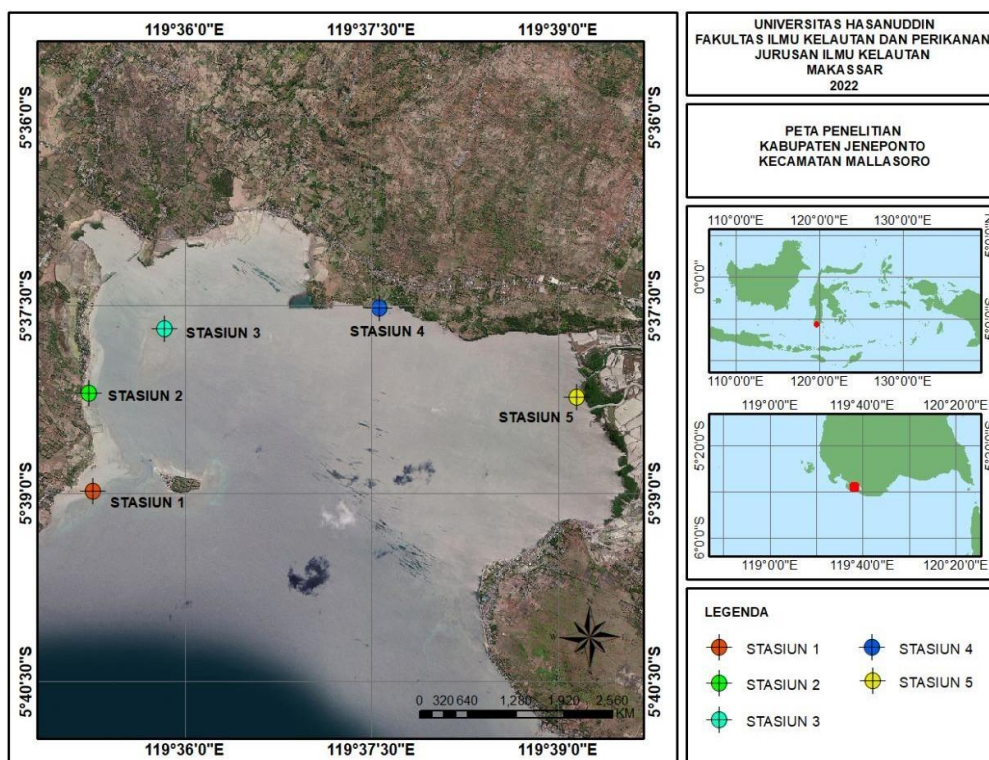 UNIVERSITAS HASANUDDIN
FAKULTAS ILMU KELAUTAN DAN PERIKANAN
JURUSAN ILMU KELAUTAN
MAKASSAR
2022
PETA PENELITIAN
KABUPATEN JENEPONTO
KECAMATAN MALLASORO
119°36'0"E 119°37'30"E 119°39'0"E
5°36'0"S 5°36'0"S
5°37'30"S 5°37'30"S
5°39'0"S 5°39'0"S
5°40'30"S 5°40'30"S
STASIUN 3
STASIUN 4
STASIUN 2
STASIUN 5
STASIUN 1
0 320 640 1,280 1,920 2,560
KM
119°36'0"E 119°37'30"E 119°39'0"E
110°0'0"E 120°0'0"E 130°0'0"E
0°0'0"
5°0'0"S
110°0'0"E 120°0'0"E 130°0'0"E
119°0'0"E 119°40'0"E 120°20'0"E
5°20'0"S
6°0'0"S
119°0'0"E 119°40'0"E 120°20'0"E
LEGENDA
STASIUN 1
STASIUN 2
STASIUN 3
STASIUN 4
STASIUN 5